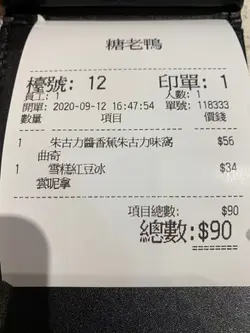 糖老鴨
檯號: 12 印單: 1
員工: 1 人數: 1
開單: 2020-09-12 16:47:54 單號: 118333
數量 項目 價錢
1 朱古力醬香蕉朱古力味窩 $56
曲奇
1 雪糕紅豆冰 $34
雲呢拿
項目總數: $90
總數:$90
========